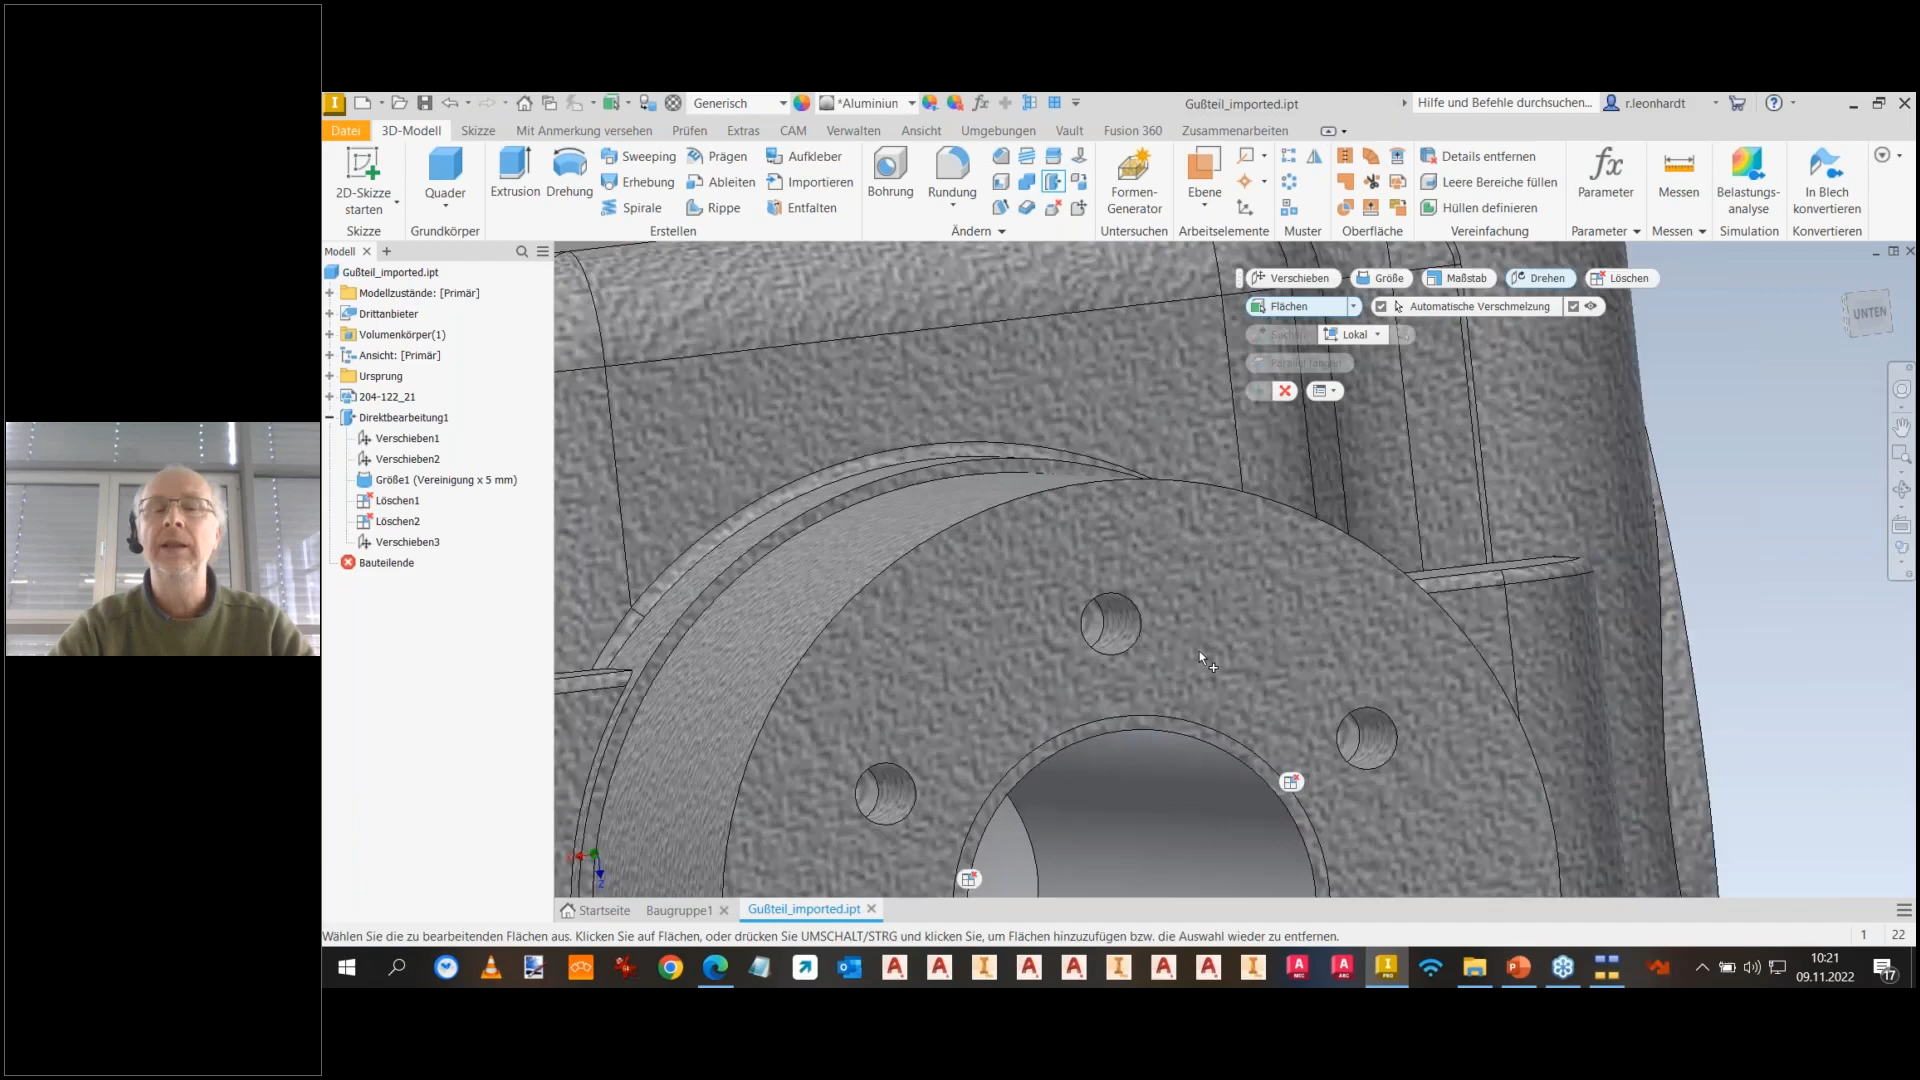 Generisch
*Aluminiun
Gußteil_imported.ipt
Hilfe und Befehle durchsuchen...
r.leonhardt
Datei
3D-Modell
Skizze
Mit Anmerkung versehen
Prüfen
Extras
CAM
Verwalten
Ansicht
Umgebungen
Vault
Fusion 360
Zusammenarbeiten
2D-Skizze
starten
Skizze
Quader
Grundkörper
Extrusion
Drehung
Sweeping
Erhebung
Spirale
Prägen
Ableiten
Rippe
Aufkleber
Importieren
Entfalten
Erstellen
Bohrung
Rundung
Ändern
Formen-
Generator
Untersuchen
Ebene
Arbeitselemente
Muster
Oberfläche
Details entfernen
Leere Bereiche füllen
Hüllen definieren
Vereinfachung
Parameter
Parameter
Messen
Messen
Belastungs-
analyse
Simulation
In Blech
konvertieren
Konvertieren
Modell
Gußteil_imported.ipt
Modellzustände: [Primär]
Drittanbieter
Volumenkörper(1)
Ansicht: [Primär]
Ursprung
204-122_21
Direktbearbeitung1
Verschieben1
Verschieben2
Größe1 (Vereinigung x 5 mm)
Löschen1
Löschen2
Verschieben3
Bauteilende
Verschieben
Größe
Maßstab
Drehen
Löschen
Flächen
Automatische Verschmelzung
Lokal
UNTEN
Z
Startseite
Baugruppe1
Gußteil_imported.ipt
Wählen Sie die zu bearbeitenden Flächen aus. Klicken Sie auf Flächen, oder drücken Sie UMSCHALT/STRG und klicken Sie, um Flächen hinzuzufügen bzw. die Auswahl wieder zu entfernen.
1
22
10:21
09.11.2022
17